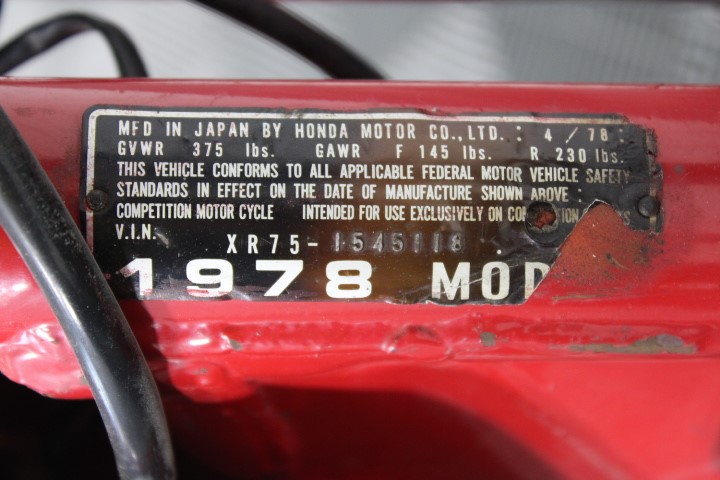 MFD IN JAPAN BY HONDA MOTOR CO.,LTD. : 4 / 78 :
GVWR 375 lbs. GAWR F 145 lbs. R 230 lbs.
THIS VEHICLE CONFORMS TO ALL APPLICABLE FEDERAL MOTOR VEHICLE SAFETY
STANDARDS IN EFFECT ON THE DATE OF MANUFACTURE SHOWN ABOVE :
COMPETITION MOTOR CYCLE INTENDED FOR USE EXCLUSIVELY ON
V.I.N. XR75-1545118 .
1978 MOD